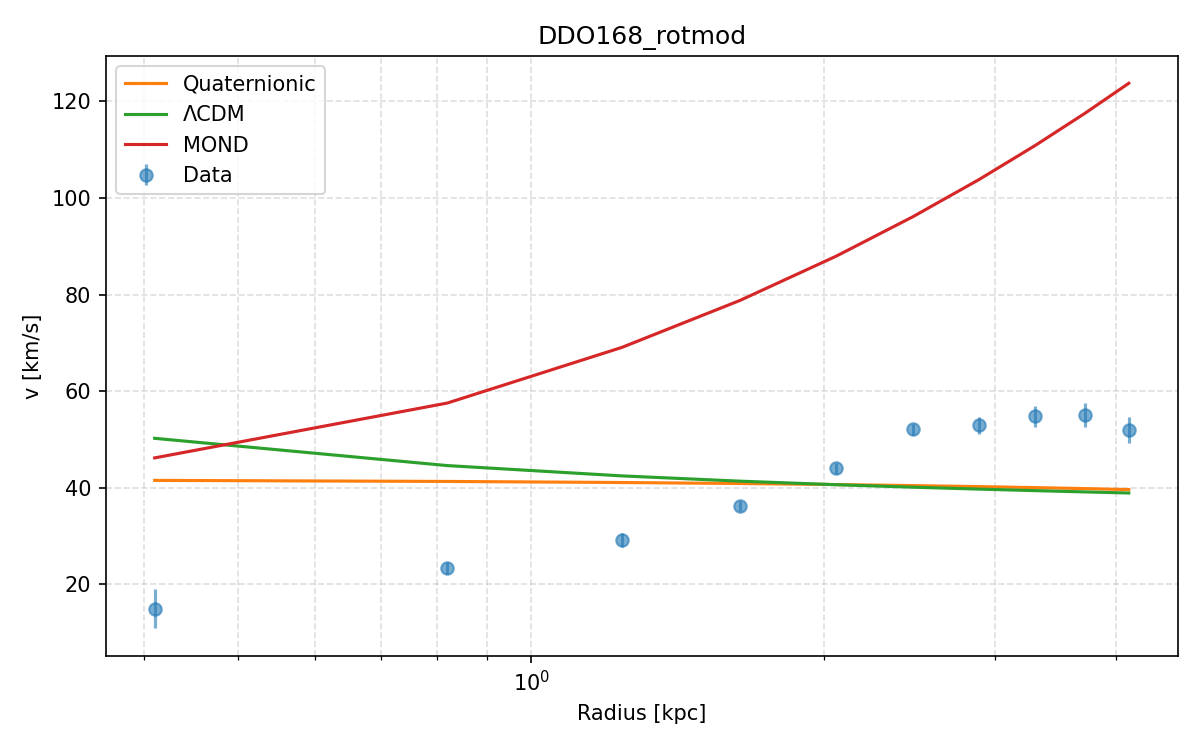 DDO168_rotmod
Quaternionic
ΛCDM
MOND
Data
120
100
80
60
40
20
v [km/s]
10⁰
Radius [kpc]